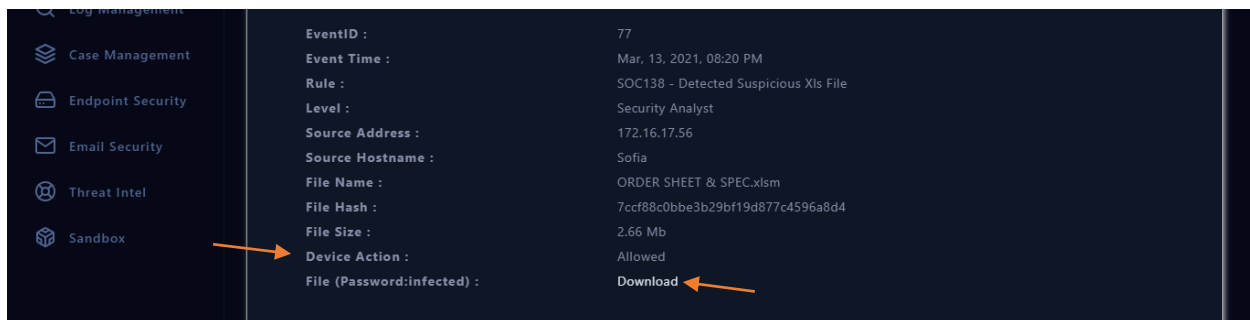 Log Management
Case Management
Endpoint Security
Email Security
Threat Intel
Sandbox
EventID : 77
Event Time : Mar, 13, 2021, 08:20 PM
Rule : SOC138 - Detected Suspicious Xls File
Level : Security Analyst
Source Address : 172.16.17.56
Source Hostname : Sofia
File Name : ORDER SHEET & SPEC.xlsm
File Hash : 7ccf88c0bbe3b29bf19d877c4596a8d4
File Size : 2.66 Mb
Device Action : Allowed
File (Password:infected) : Download